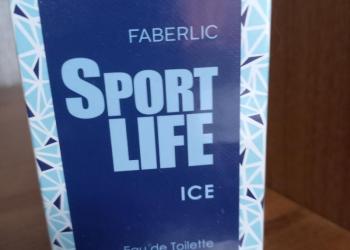 FABERLIC
SPORT
LIFE
ICE
Eau de Toilette